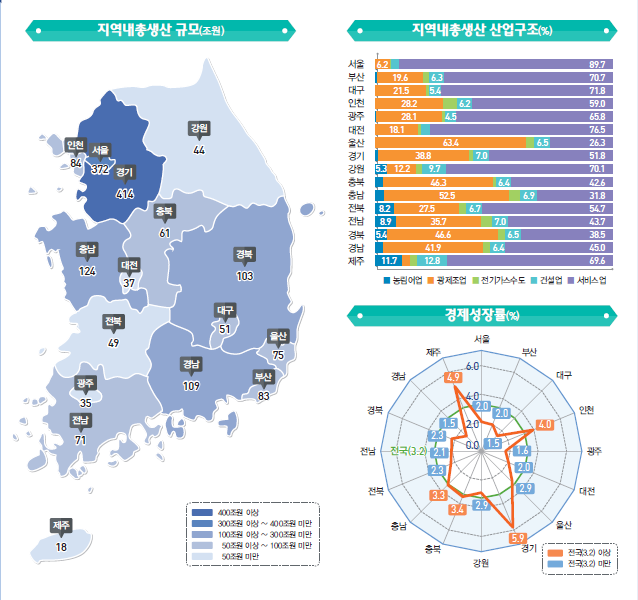 지역내총생산 규모(조원)
강원
44
인천
84
서울
372
경기
414
충북
61
충남
124
대전
37
경북
103
대구
51
전북
49
울산
75
경남
109
부산
83
광주
35
전남
71
제주
18
400조원 이상
300조원 이상 ~ 400조원 미만
100조원 이상 ~ 300조원 미만
50조원 이상 ~ 100조원 미만
50조원 미만
지역내총생산 산업구조(%)
서울 6.2 89.7
부산 19.6 6.3 70.7
대구 21.5 5.4 71.8
인천 28.2 6.2 59.0
광주 28.1 4.5 65.8
대전 18.1 76.5
울산 63.4 6.5 26.3
경기 38.8 7.0 51.8
강원 5.3 12.2 9.7 70.1
충북 46.3 6.4 42.6
충남 52.5 6.9 31.8
전북 8.2 27.5 6.7 54.7
전남 8.9 35.7 7.0 43.7
경북 5.4 46.6 6.5 38.5
경남 41.9 6.4 45.0
제주 11.7 12.8 69.6
농림어업 광제조업 전기가스수도 건설업 서비스업
경제성장률(%)
서울
제주 부산
6.0
경남 4.9 대구
4.0
경북 2.0 2.0 인천
1.5 2.0 4.0
2.3 1.5
전남 전국(3.2) 2.1 0.0 1.6 광주
2.3 2.0
전북 3.3 2.9 대전
3.4 2.9
충남 울산
5.9
충북 경기
강원
전국(3.2) 이상
전국(3.2) 미만